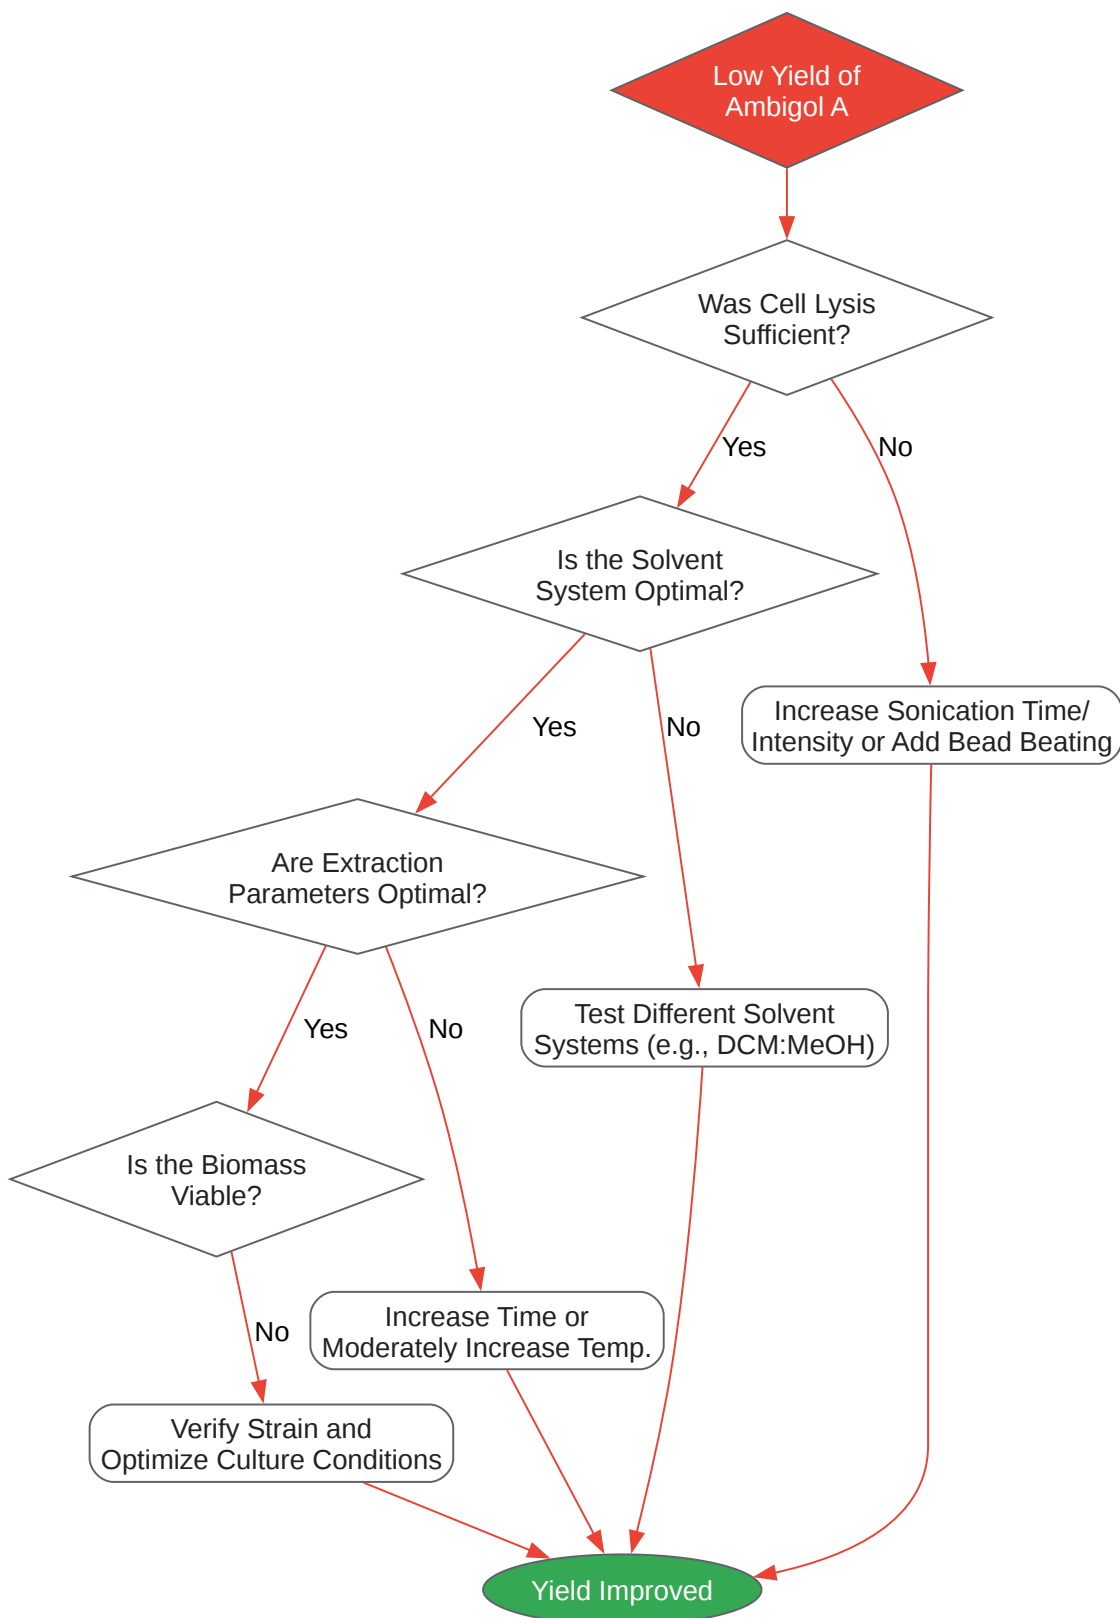 Low Yield of
Ambigol A
Was Cell Lysis
Sufficient?
Yes
No
Is the Solvent
System Optimal?
Increase Sonication Time/
Intensity or Add Bead Beating
Yes
No
Are Extraction
Parameters Optimal?
Test Different Solvent
Systems (e.g., DCM:MeOH)
Yes
No
Is the Biomass
Viable?
Increase Time or
Moderately Increase Temp.
No
Verify Strain and
Optimize Culture Conditions
Yield Improved